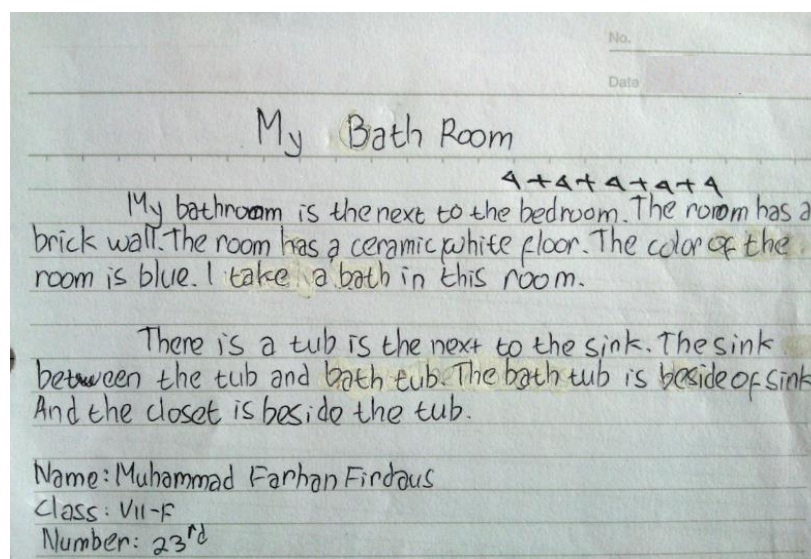 No.
Date
My Bath Room
4+4+4+4+4
My bathroom is the next to the bedroom. The room has a
brick wall. The room has a ceramic white floor. The color of the
room is blue. I take a bath in this room.
There is a tub is the next to the sink. The sink
between the tub and bath tub. The bath tub is beside of sink
And the closet is beside the tub.
Name: Muhammad Farhan Firdaus
Class: VII-F
Number: 23rd